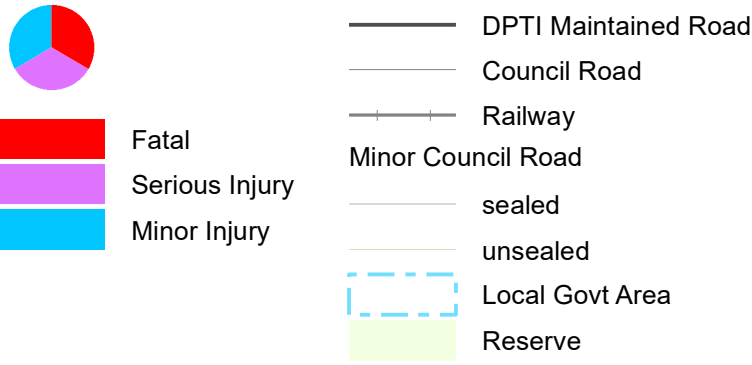 Fatal
Serious Injury
Minor Injury
DPTI Maintained Road
Council Road
Railway
Minor Council Road
sealed
unsealed
Local Govt Area
Reserve